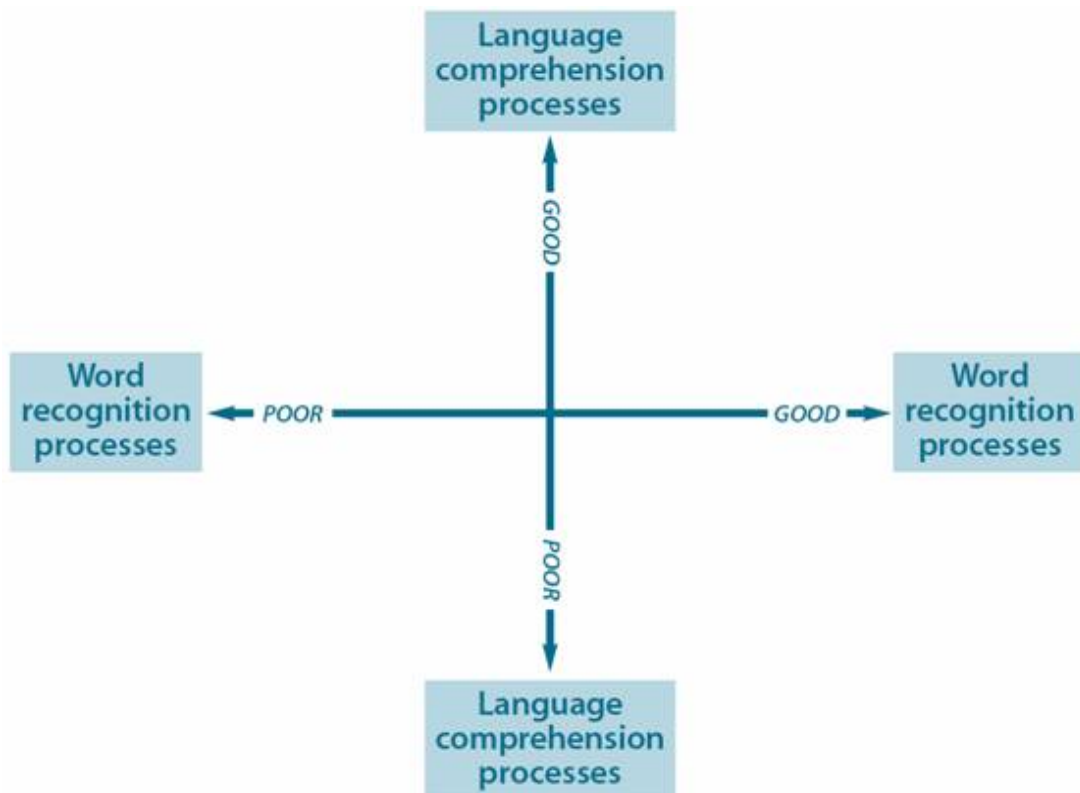 Language
comprehension
processes
GOOD
Word
recognition
processes
POOR
GOOD
Word
recognition
processes
POOR
Language
comprehension
processes